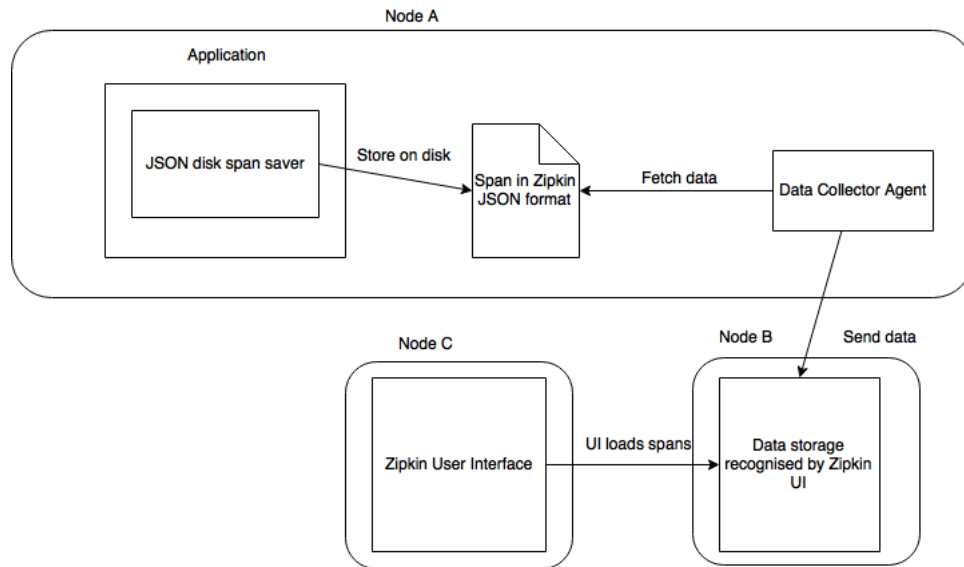 Node A
Application
JSON disk span saver
Store on disk
Span in Zipkin
JSON format
Fetch data
Data Collector Agent
Node C
Node B
Send data
Zipkin User Interface
UI loads spans
Data storage
recognised by Zipkin
UI